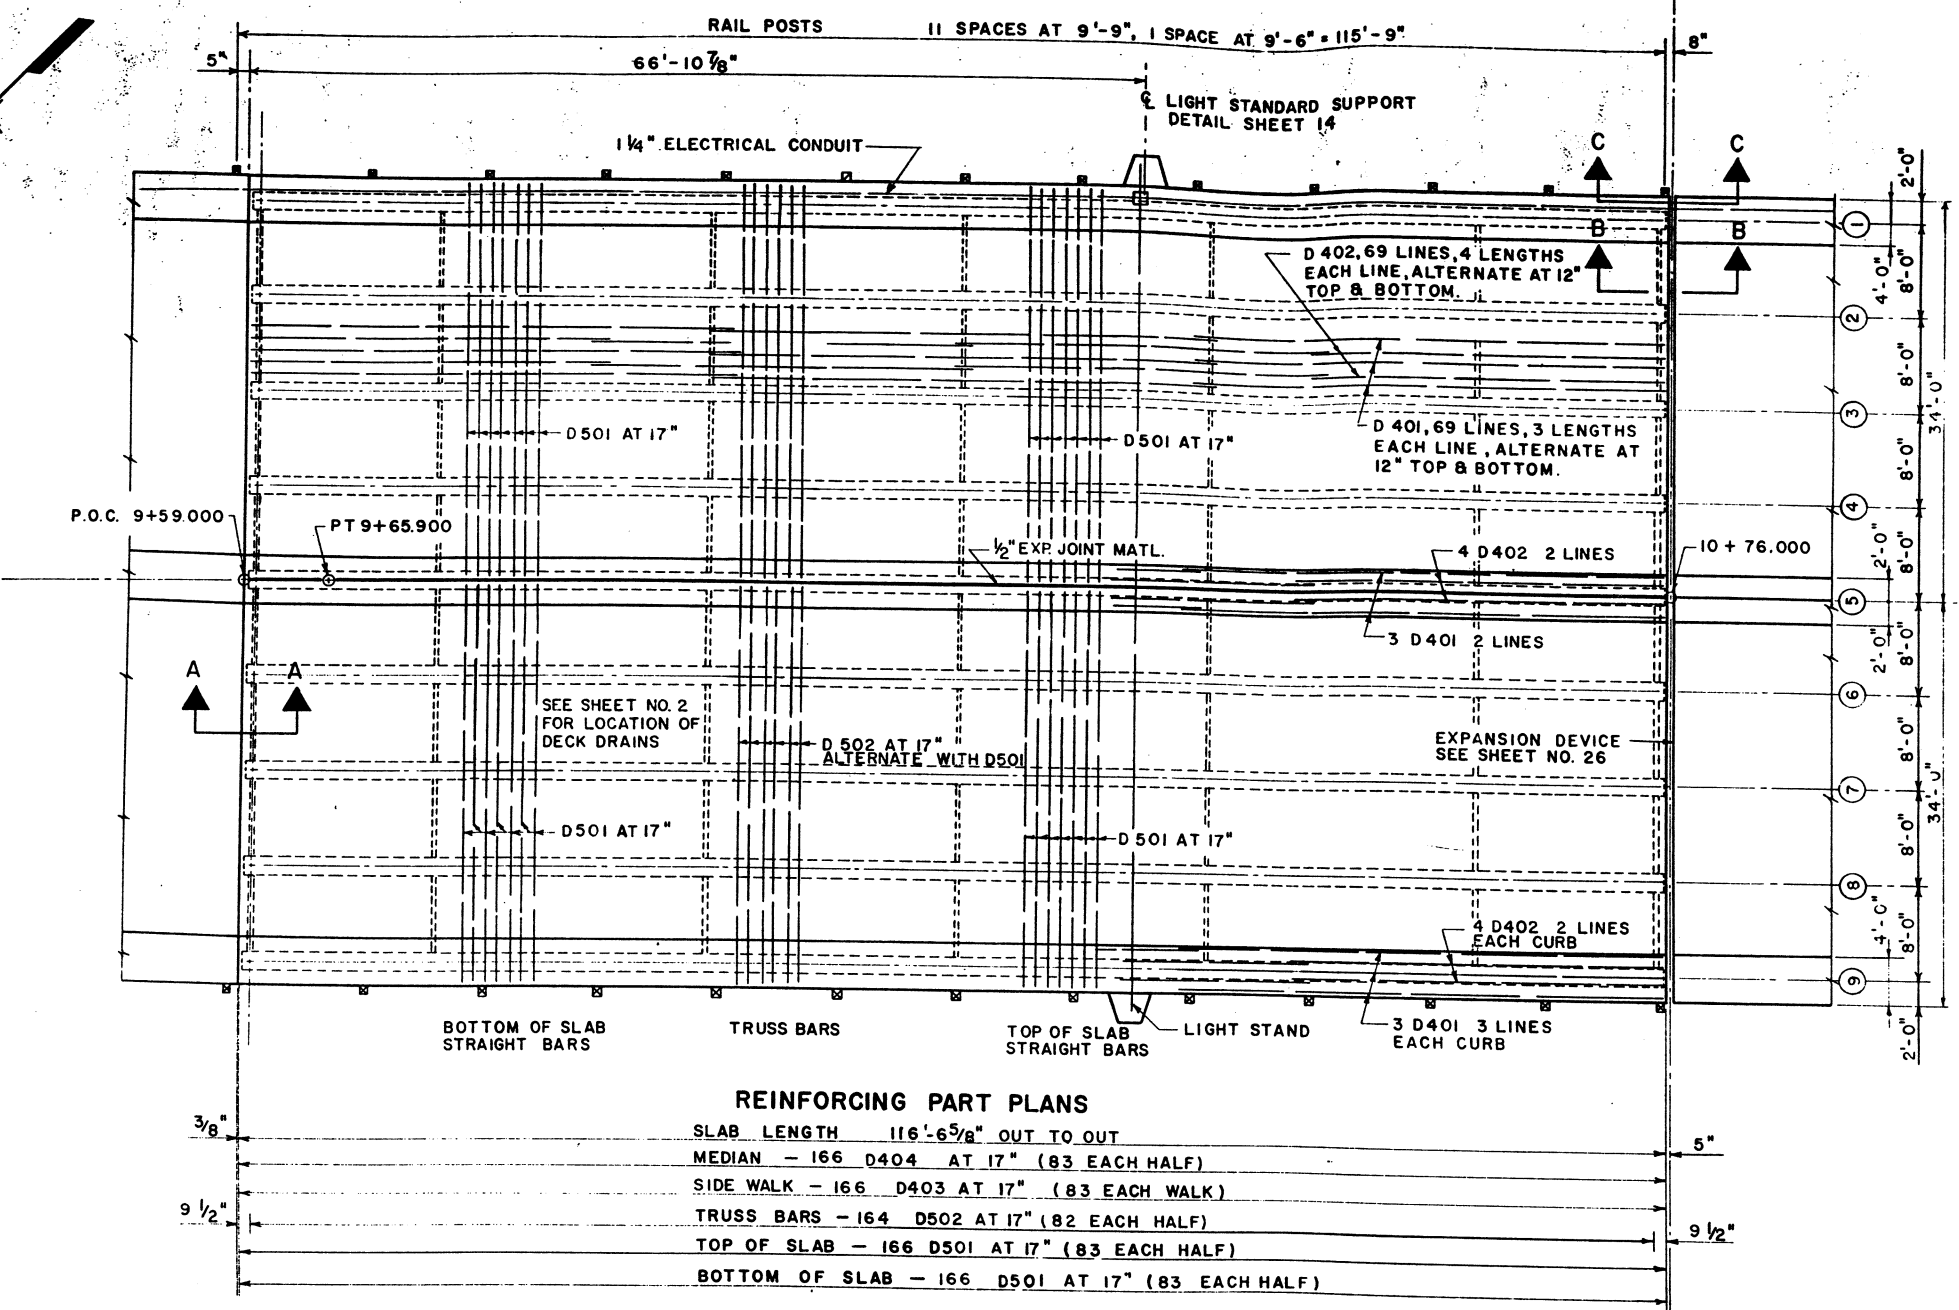 RAIL POSTS 11 SPACES AT 9'-9", 1 SPACE AT 9'-6" = 115'-9"
5"
8"
66'-10 7/8"
℄ LIGHT STANDARD SUPPORT
DETAIL SHEET 14
1 1/4" ELECTRICAL CONDUIT
C
C
2'-0"
1
B
B
4'-0"
8'-0"
D 402, 69 LINES, 4 LENGTHS
EACH LINE, ALTERNATE AT 12"
TOP & BOTTOM.
2
8'-0"
34'-0"
3
D 401, 69 LINES, 3 LENGTHS
EACH LINE, ALTERNATE AT
12" TOP & BOTTOM.
D501 AT 17"
D501 AT 17"
8'-0"
4
P.O.C. 9+59.000
PT 9+65.900
1/2" EXP. JOINT MATL.
4 D402 2 LINES
10 + 76.000
2'-0"
8'-0"
5
3 D401 2 LINES
2'-0"
8'-0"
A
A
6
SEE SHEET NO. 2
FOR LOCATION OF
DECK DRAINS
D 502 AT 17"
ALTERNATE WITH D501
EXPANSION DEVICE
SEE SHEET NO. 26
8'-0"
7
34'-0"
D501 AT 17"
D501 AT 17"
8'-0"
8
4 D402 2 LINES
EACH CURB
4'-0"
8'-0"
9
BOTTOM OF SLAB
STRAIGHT BARS
TRUSS BARS
TOP OF SLAB
STRAIGHT BARS
LIGHT STAND
3 D401 3 LINES
EACH CURB
2'-0"
REINFORCING PART PLANS
3/8"
SLAB LENGTH 116'-6 5/8" OUT TO OUT
5"
MEDIAN - 166 D404 AT 17" (83 EACH HALF)
SIDE WALK - 166 D403 AT 17" (83 EACH WALK)
9 1/2"
TRUSS BARS - 164 D502 AT 17" (82 EACH HALF)
9 1/2"
TOP OF SLAB - 166 D501 AT 17" (83 EACH HALF)
BOTTOM OF SLAB - 166 D501 AT 17" (83 EACH HALF)